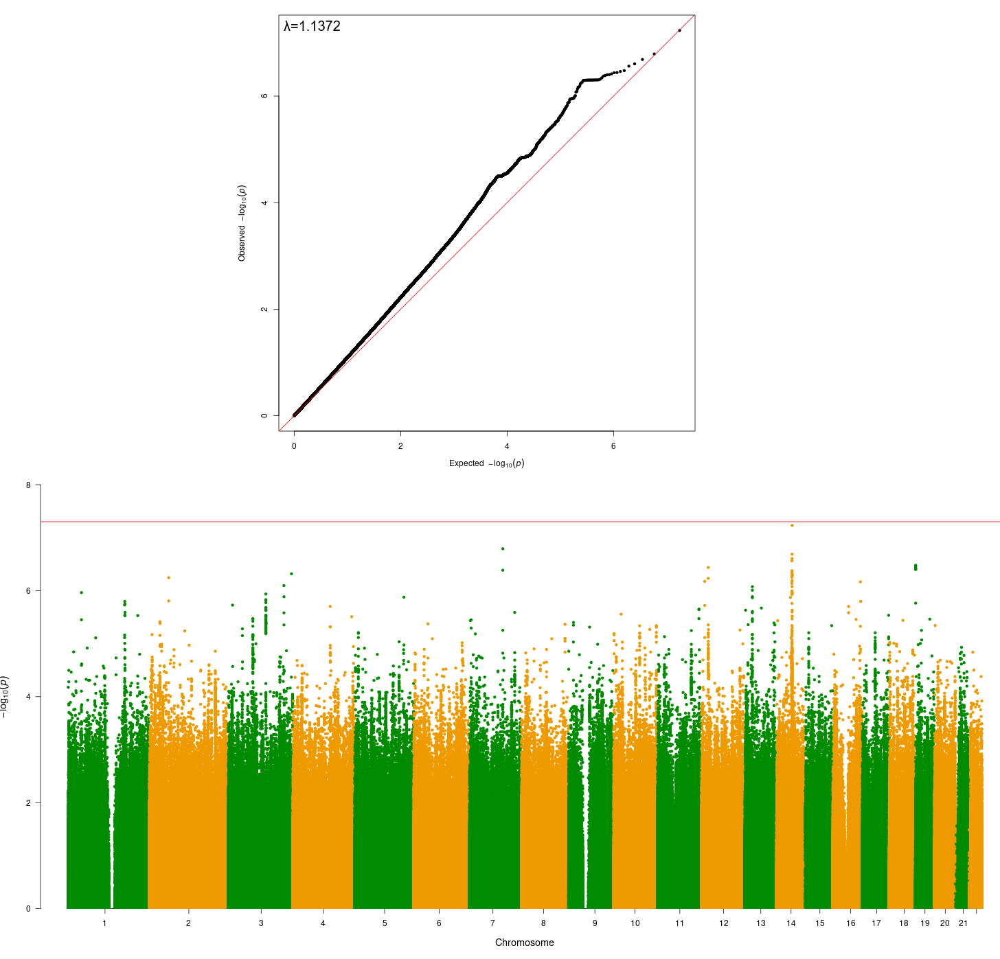 λ=1.1372
6
4
2
0
Observed −log₁₀(p)
0 2 4 6
Expected −log₁₀(p)
8
6
4
2
0
−log₁₀(p)
1 2 3 4 5 6 7 8 9 10 11 12 13 14 15 16 17 18 19 20 21
Chromosome